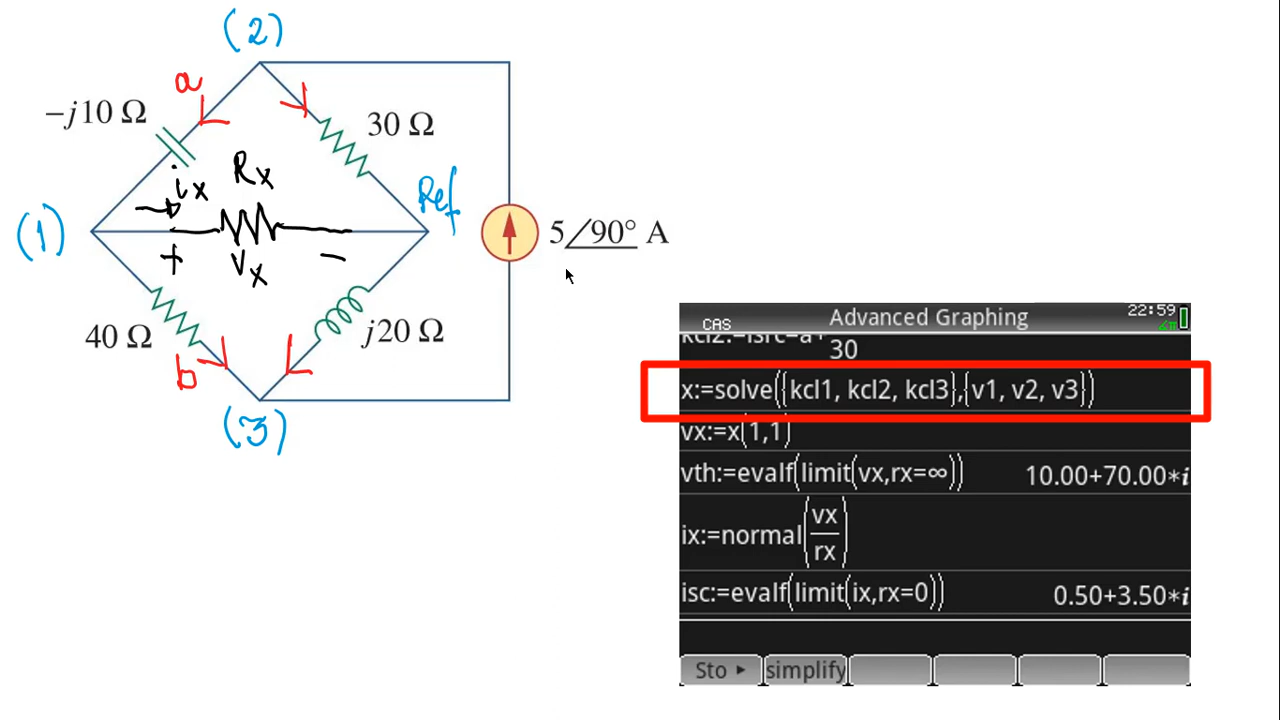 (2)
a
−j10 Ω
30 Ω
Rx
ix
Ref
(1)
+
Vx
−
5/90° A
40 Ω
j20 Ω
b
(3)
CAS
Advanced Graphing
22:59
30
x:=solve({kcl1, kcl2, kcl3},{v1, v2, v3})
vx:=x(1,1)
vth:=evalf(limit(vx,rx=∞)) 10.00+70.00*i
ix:=normal(vx/rx)
isc:=evalf(limit(ix,rx=0)) 0.50+3.50*i
Sto ▸ simplify